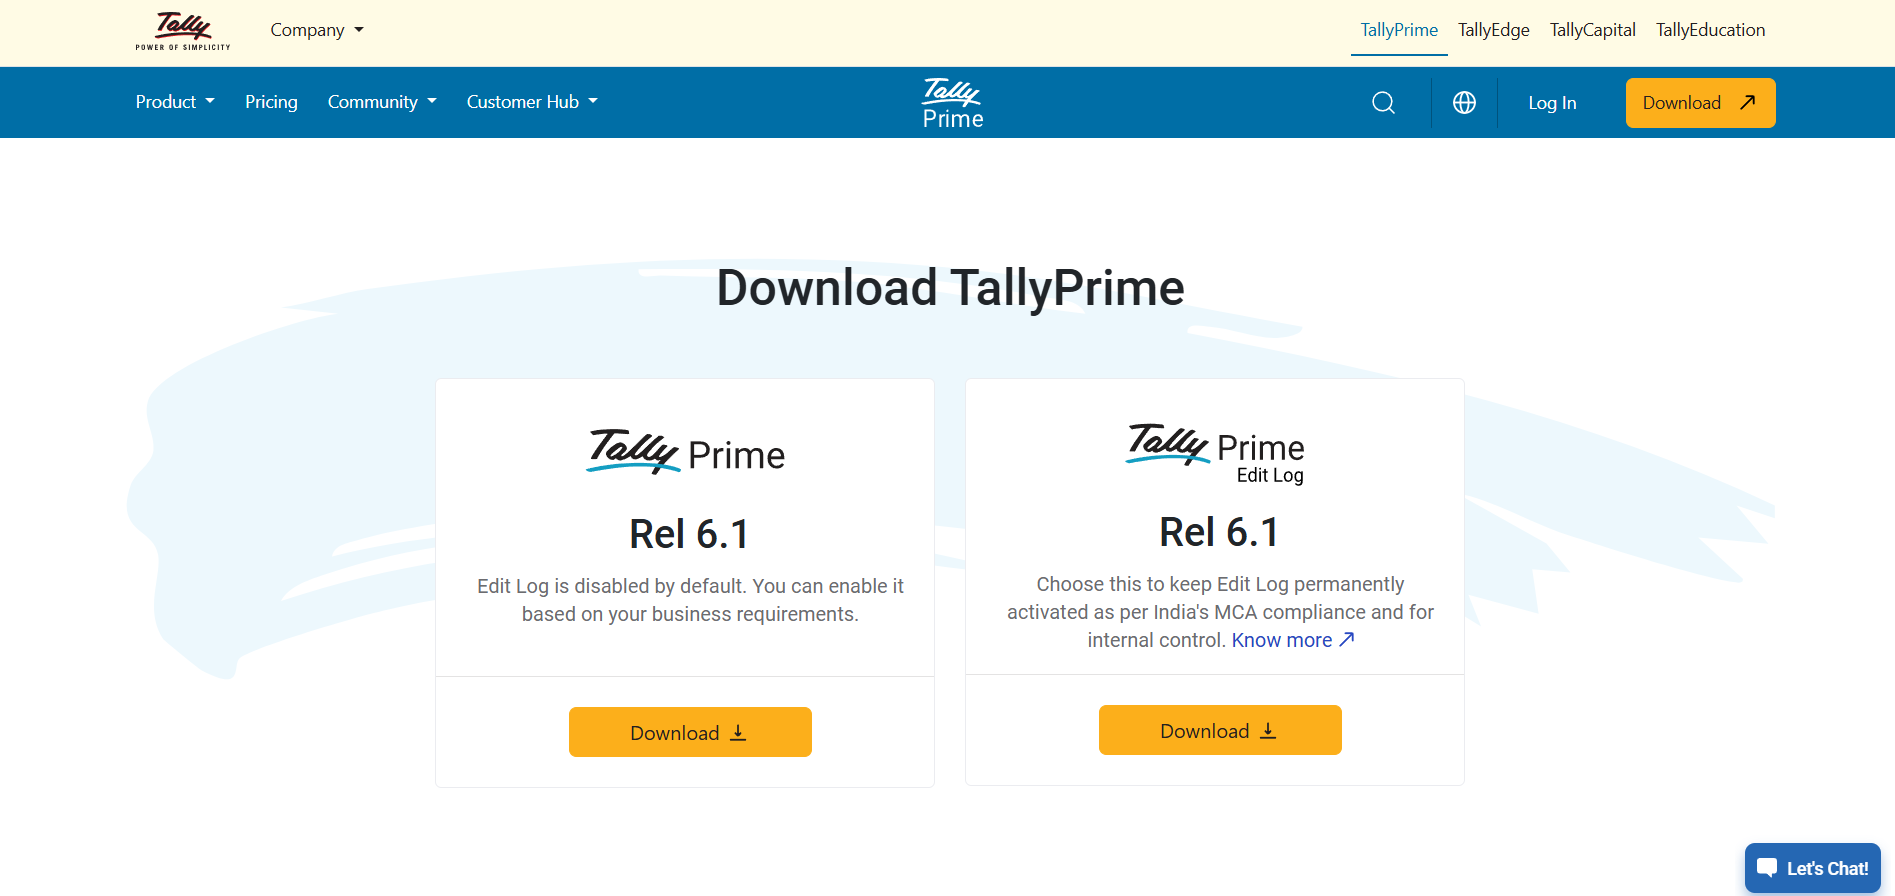 Tally
POWER OF SIMPLICITY
Company
TallyPrime TallyEdge TallyCapital TallyEducation
Product Pricing Community Customer Hub
Tally
Prime
Log In
Download
Download TallyPrime
Tally Prime
Rel 6.1
Edit Log is disabled by default. You can enable it
based on your business requirements.
Download
Tally Prime
Edit Log
Rel 6.1
Choose this to keep Edit Log permanently
activated as per India's MCA compliance and for
internal control. Know more
Download
Let's Chat!